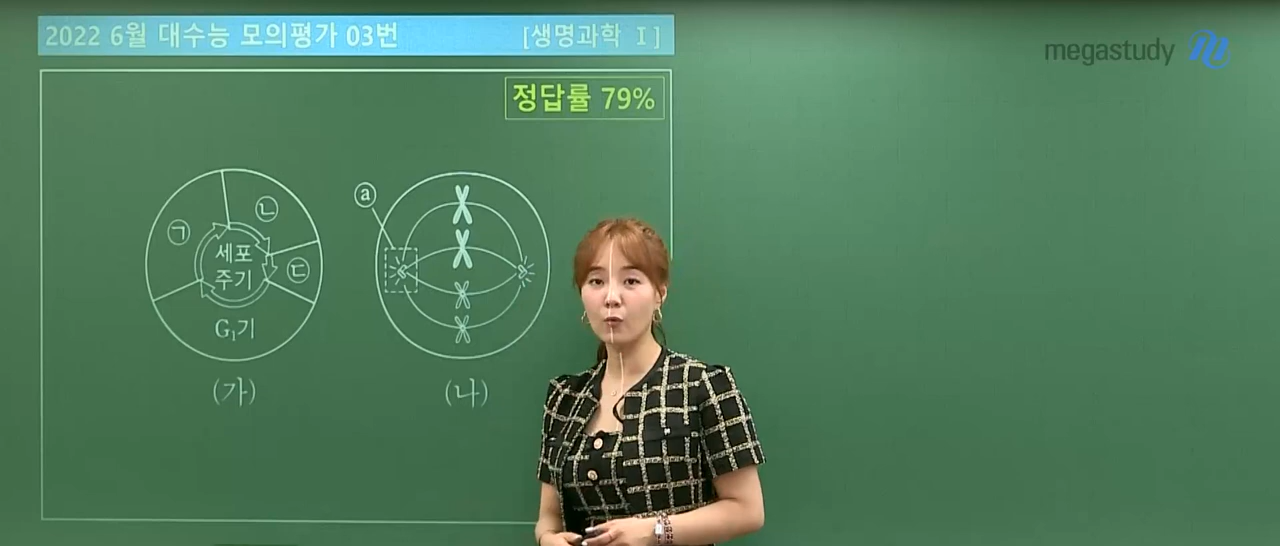 2022 6월 대수능 모의평가 03번
[생명과학 Ⅰ]
megastudy
정답률 79%
ⓐ
㉠
㉡
세포
주기
㉢
G₁기
(가)
(나)